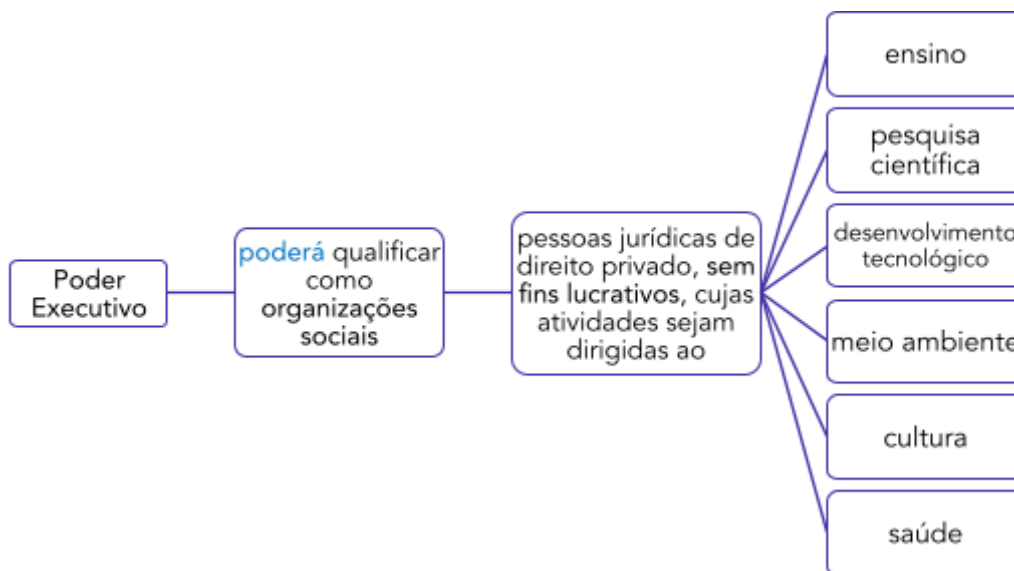 Poder
Executivo
poderá qualificar
como
organizações
sociais
pessoas jurídicas de
direito privado, sem
fins lucrativos, cujas
atividades sejam
dirigidas ao
ensino
pesquisa
científica
desenvolvimento
tecnológico
meio ambiente
cultura
saúde